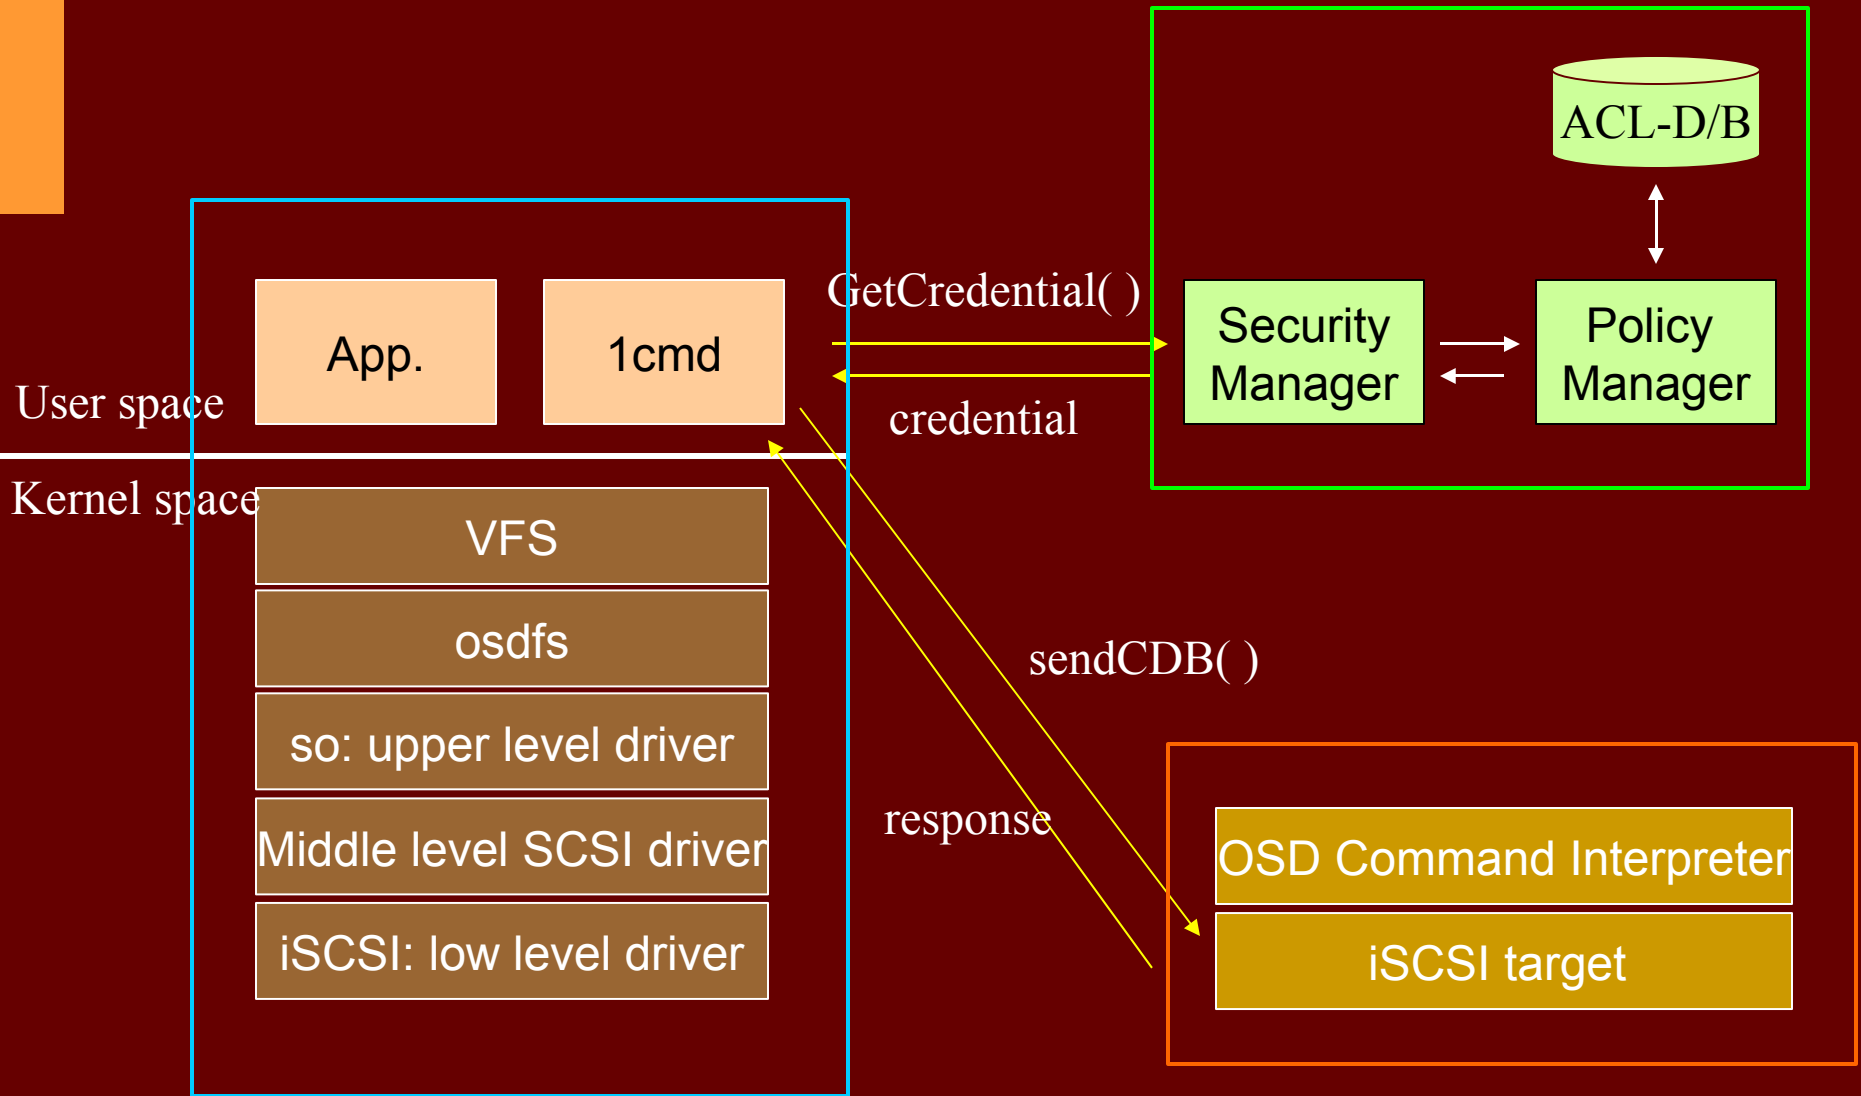 ACL-D/B
GetCredential( )
Security
Manager
Policy
Manager
App.
1cmd
User space
credential
Kernel space
VFS
osdfs
sendCDB( )
so: upper level driver
response
Middle level SCSI driver
OSD Command Interpreter
iSCSI: low level driver
iSCSI target